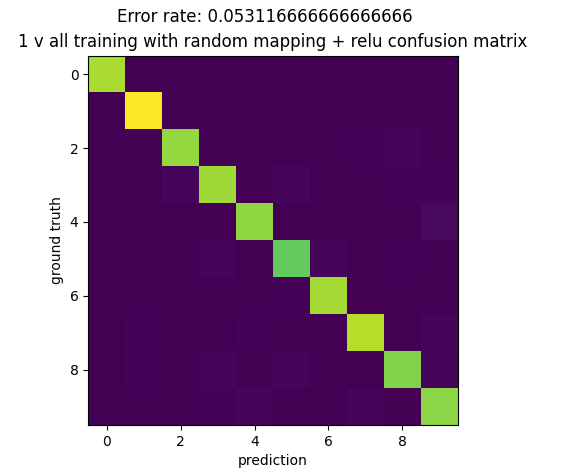 Error rate: 0.053116666666666666
1 v all training with random mapping + relu confusion matrix
0
2
4
6
8
ground truth
0 2 4 6 8
prediction